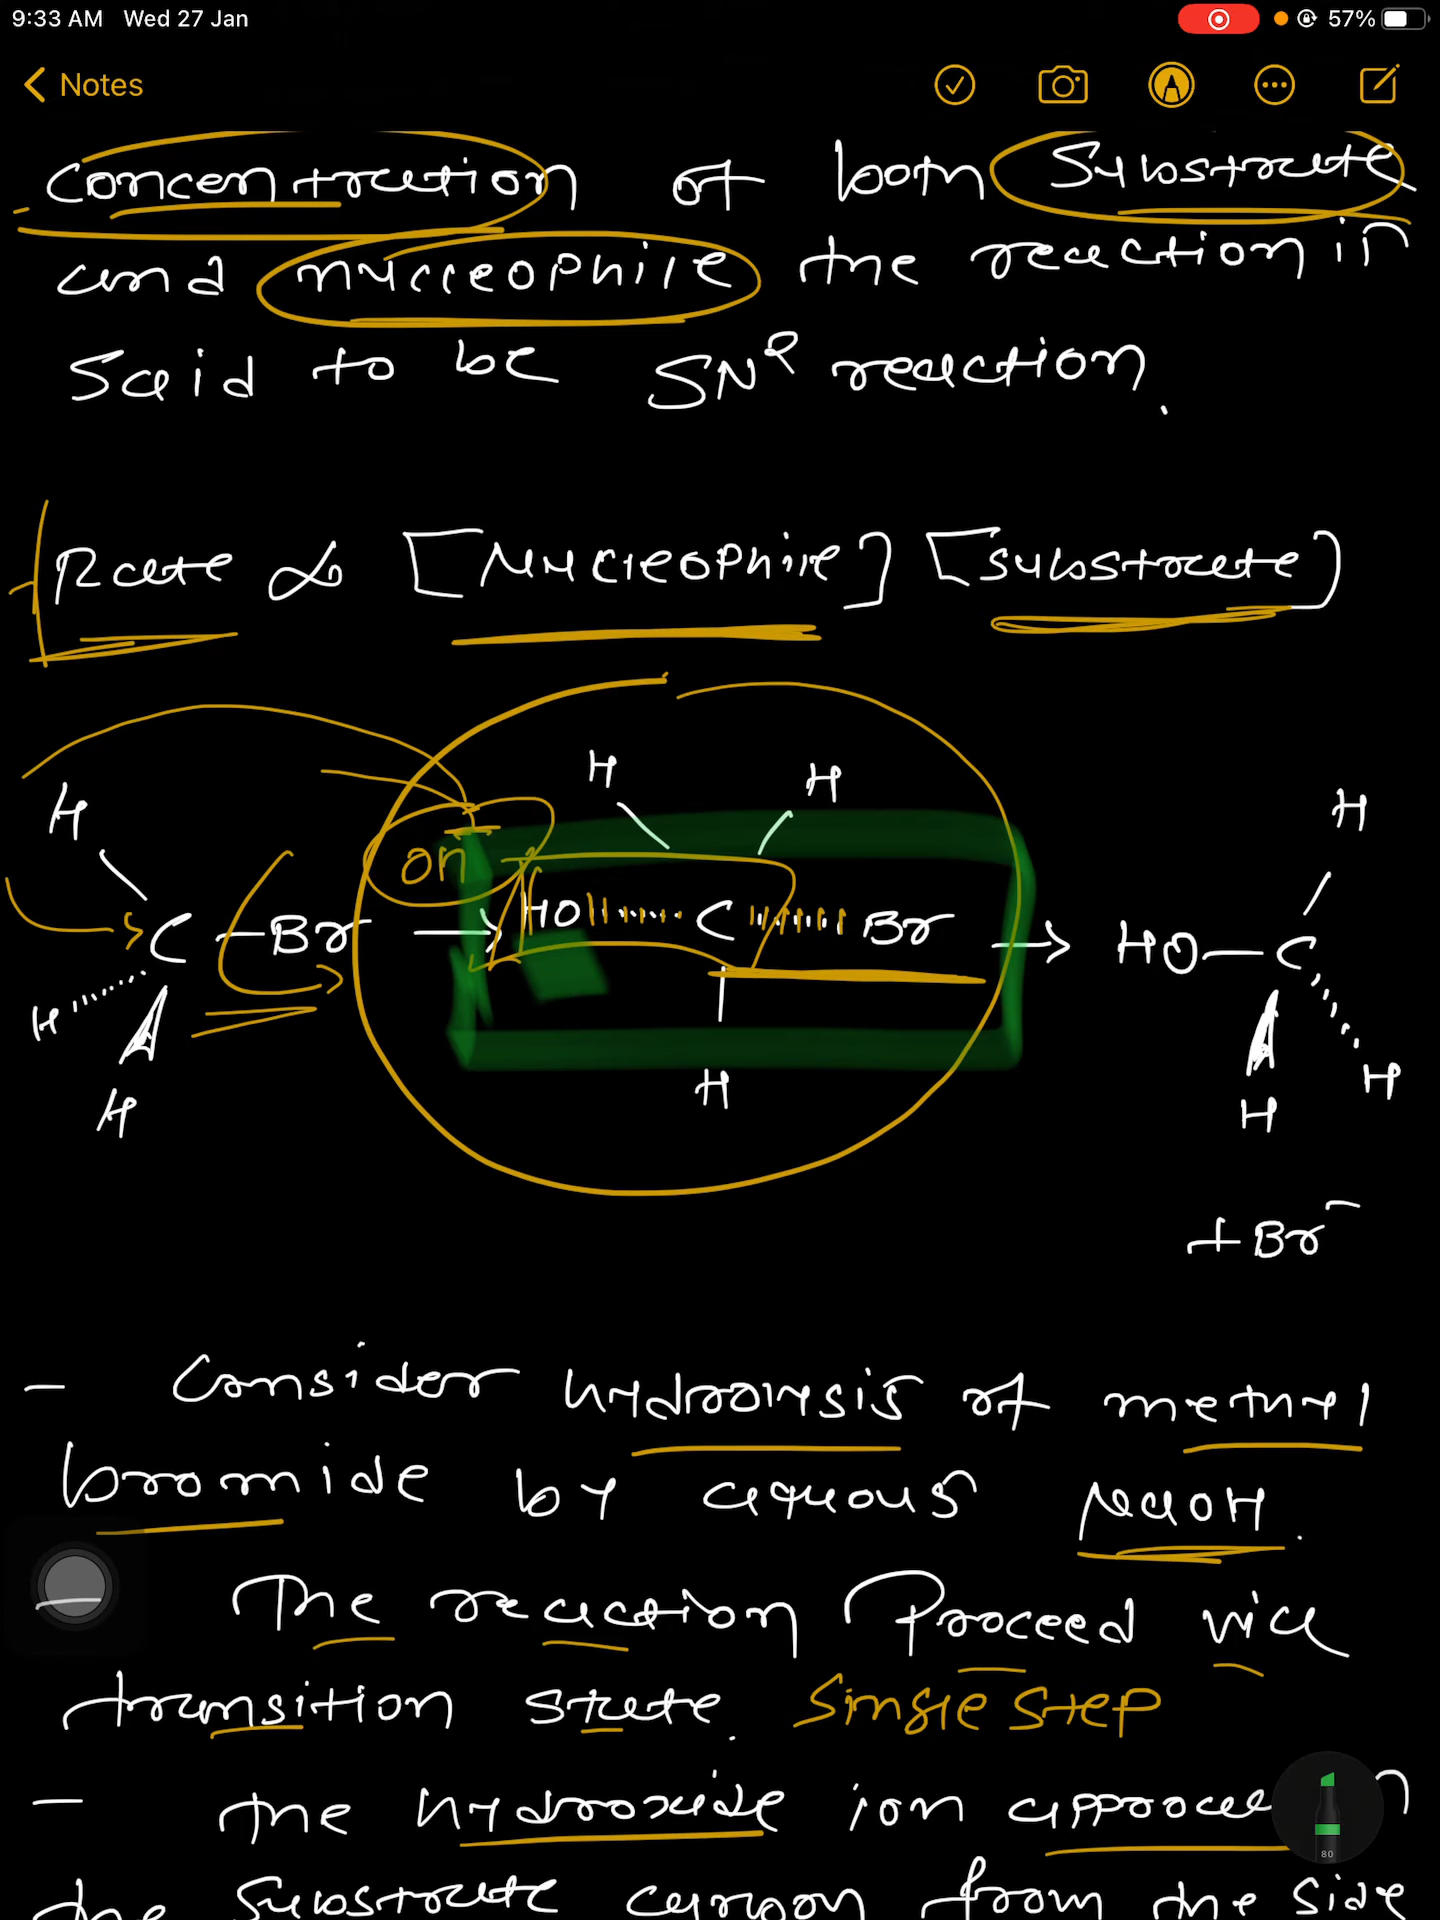 9:33 AM Wed 27 Jan 57%
Notes
Concentration of both Substrate
and nucleophile the reaction is
said to be SN² reaction.
Rate ∝ [Nucleophile] [substrate]
H H H H
OH⁻
C—Br → HO C Br → HO—C
H H H H H
+ Br⁻
- Consider hydrolysis of methyl
bromide by aqueous NaOH.
- The reaction Proceed via
transition state. Single Step
- the hydroxide ion
the substrate carbon from the side
80